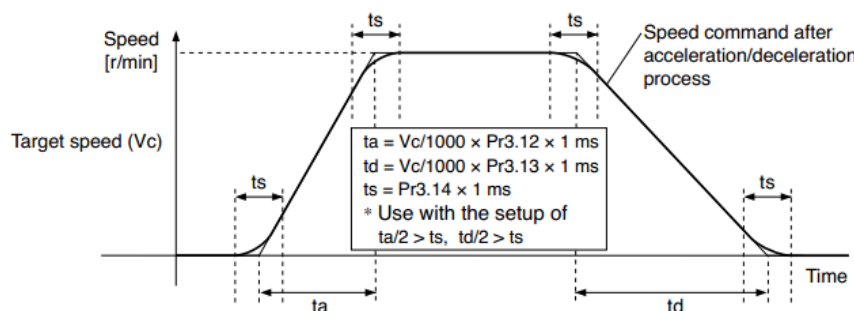 ts
ts
Speed
[r/min]
Speed command after
acceleration/deceleration
process
Target speed (Vc)
ta = Vc/1000 × Pr3.12 × 1 ms
td = Vc/1000 × Pr3.13 × 1 ms
ts = Pr3.14 × 1 ms
* Use with the setup of
ta/2 > ts, td/2 > ts
ts
ts
Time
ta
td